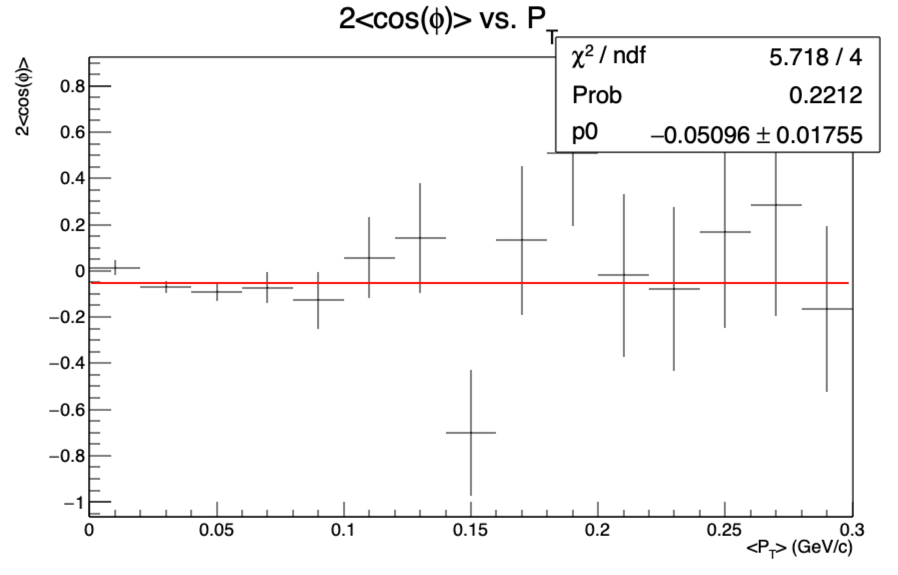 2<cos(ϕ)> vs. P_T
χ² / ndf 5.718 / 4
Prob 0.2212
p0 −0.05096 ± 0.01755
2<cos(ϕ)>
0.8
0.6
0.4
0.2
0
−0.2
−0.4
−0.6
−0.8
−1
0 0.05 0.1 0.15 0.2 0.25 0.3
<P_T> (GeV/c)